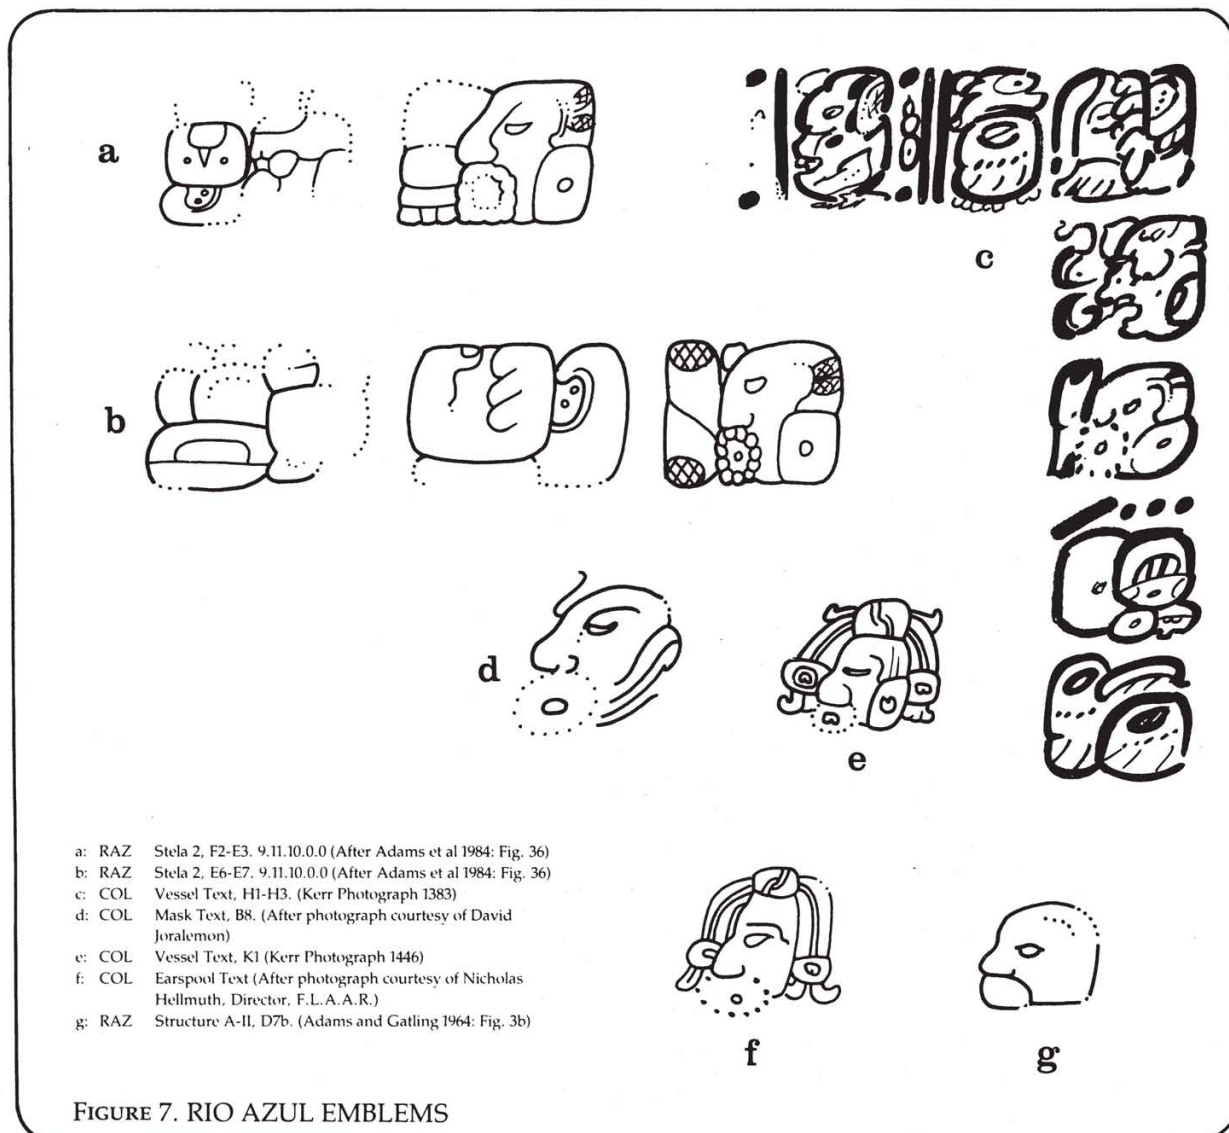 a
c
b
d
e
a: RAZ Stela 2, F2-E3. 9.11.10.0.0 (After Adams et al 1984: Fig. 36)
b: RAZ Stela 2, E6-E7. 9.11.10.0.0 (After Adams et al 1984: Fig. 36)
c: COL Vessel Text, H1-H3. (Kerr Photograph 1383)
d: COL Mask Text, B8. (After photograph courtesy of David
Joralemon)
e: COL Vessel Text, K1 (Kerr Photograph 1446)
f: COL Earspool Text (After photograph courtesy of Nicholas
Hellmuth, Director, F.L.A.A.R.)
g: RAZ Structure A-II, D7b. (Adams and Gatling 1964: Fig. 3b)
f
g
FIGURE 7. RIO AZUL EMBLEMS